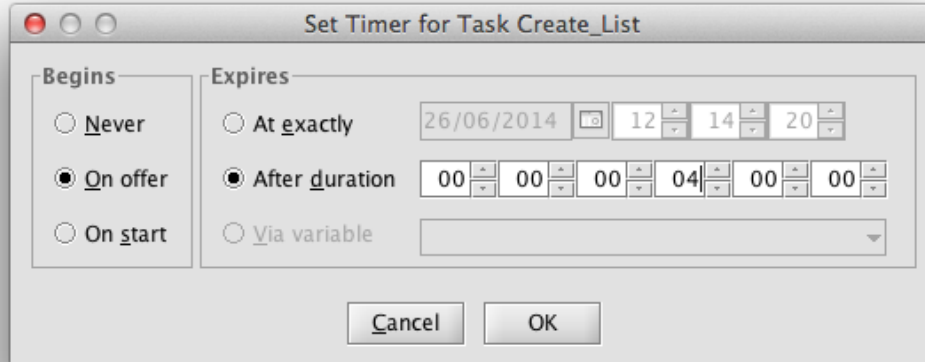 Set Timer for Task Create_List
Begins
Expires
Never
At exactly 26/06/2014 12 14 20
On offer
After duration 00 00 00 04 00 00
On start
Via variable
Cancel OK